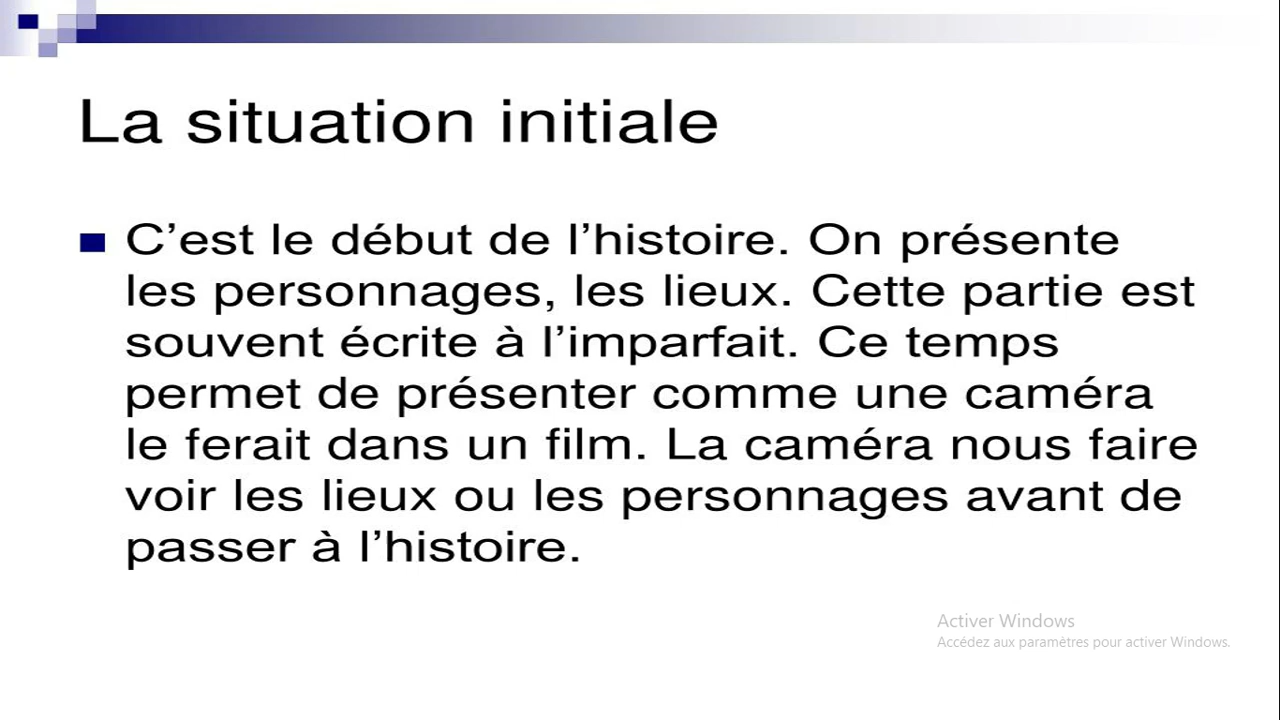 La situation initiale
C’est le début de l’histoire. On présente
les personnages, les lieux. Cette partie est
souvent écrite à l’imparfait. Ce temps
permet de présenter comme une caméra
le ferait dans un film. La caméra nous faire
voir les lieux ou les personnages avant de
passer à l’histoire.
Activer Windows
Accédez aux paramètres pour activer Windows.